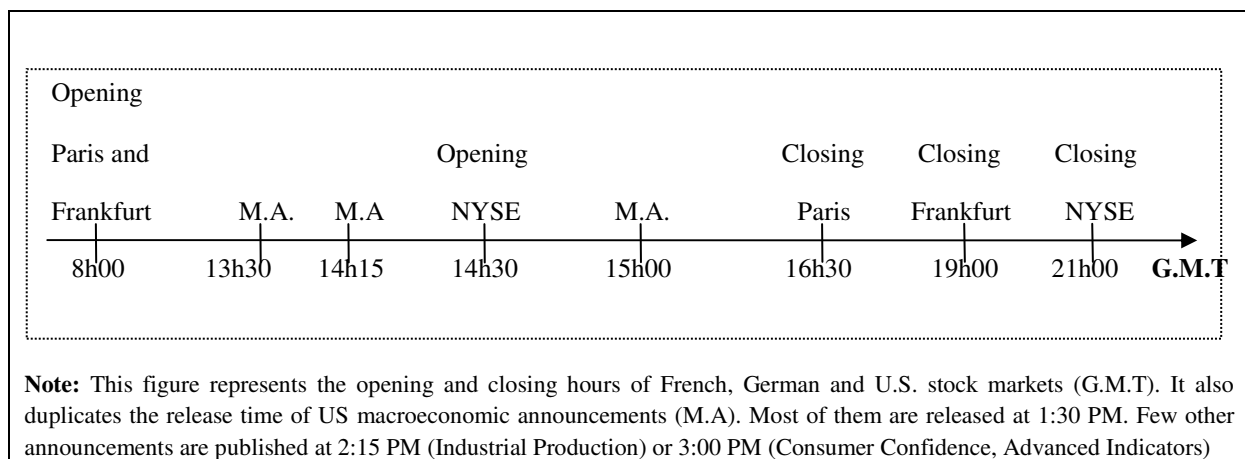 Opening
Paris and Opening Closing Closing Closing
Frankfurt M.A. M.A NYSE M.A. Paris Frankfurt NYSE
8h00 13h30 14h15 14h30 15h00 16h30 19h00 21h00 G.M.T
Note: This figure represents the opening and closing hours of French, German and U.S. stock markets (G.M.T). It also
duplicates the release time of US macroeconomic announcements (M.A). Most of them are released at 1:30 PM. Few other
announcements are published at 2:15 PM (Industrial Production) or 3:00 PM (Consumer Confidence, Advanced Indicators)